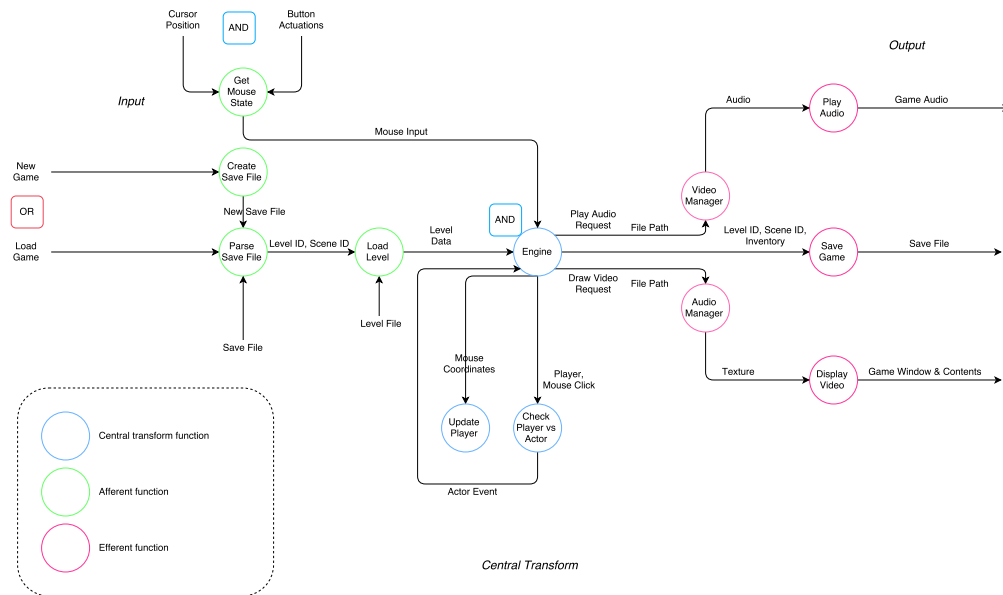 Cursor
Position
AND
Button
Actuations
Output
Input
Get
Mouse
State
Audio
Play
Audio
Game Audio
Mouse Input
New
Game
Create
Save File
OR
New Save File
Video
Manager
AND
Play Audio
Request
File Path
Load
Game
Parse
Save File
Level ID, Scene ID
Load
Level
Level
Data
Engine
Level ID, Scene ID,
Inventory
Save
Game
Save File
Draw Video
Request
File Path
Audio
Manager
Level File
Save File
Mouse
Coordinates
Player,
Mouse Click
Texture
Display
Video
Game Window & Contents
Update
Player
Check
Player vs
Actor
Actor Event
Central transform function
Afferent function
Efferent function
Central Transform